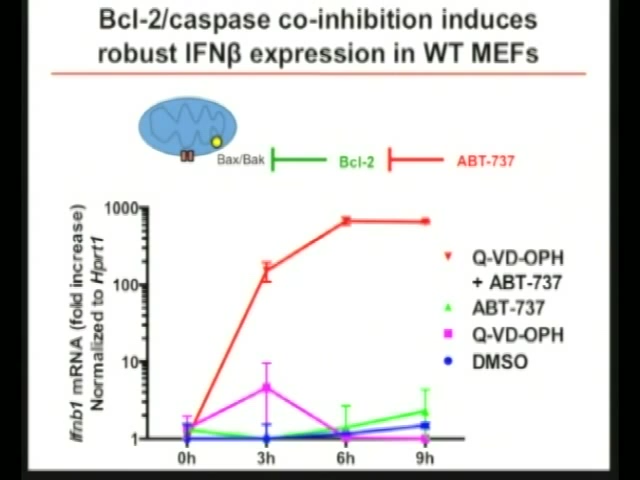 Bcl-2/caspase co-inhibition induces
robust IFNβ expression in WT MEFs
Bax/Bak
Bcl-2
ABT-737
Ifnb1 mRNA (fold increase)
Normalized to Hprt1
1000
100
10
1
0h
3h
6h
9h
Q-VD-OPH
+ ABT-737
ABT-737
Q-VD-OPH
DMSO